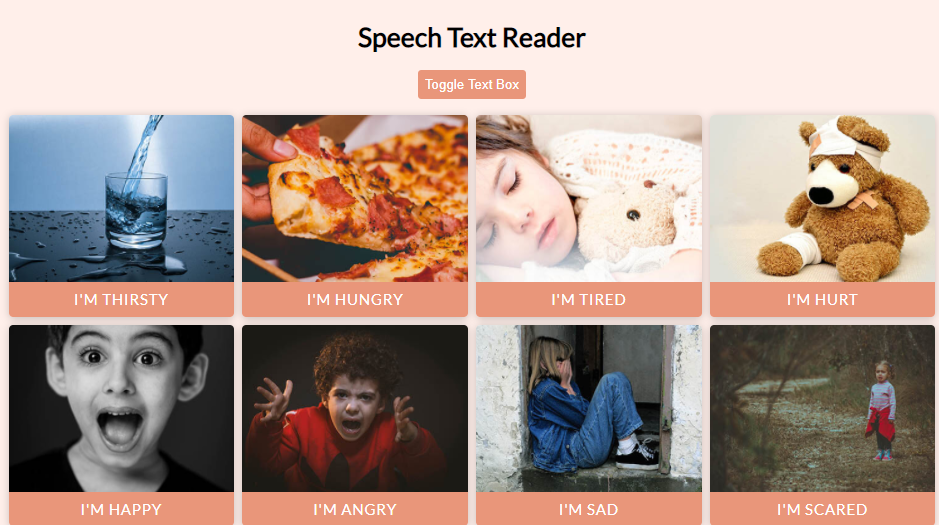 Speech Text Reader
Toggle Text Box
I'M THIRSTY
I'M HUNGRY
I'M TIRED
I'M HURT
I'M HAPPY
I'M ANGRY
I'M SAD
I'M SCARED